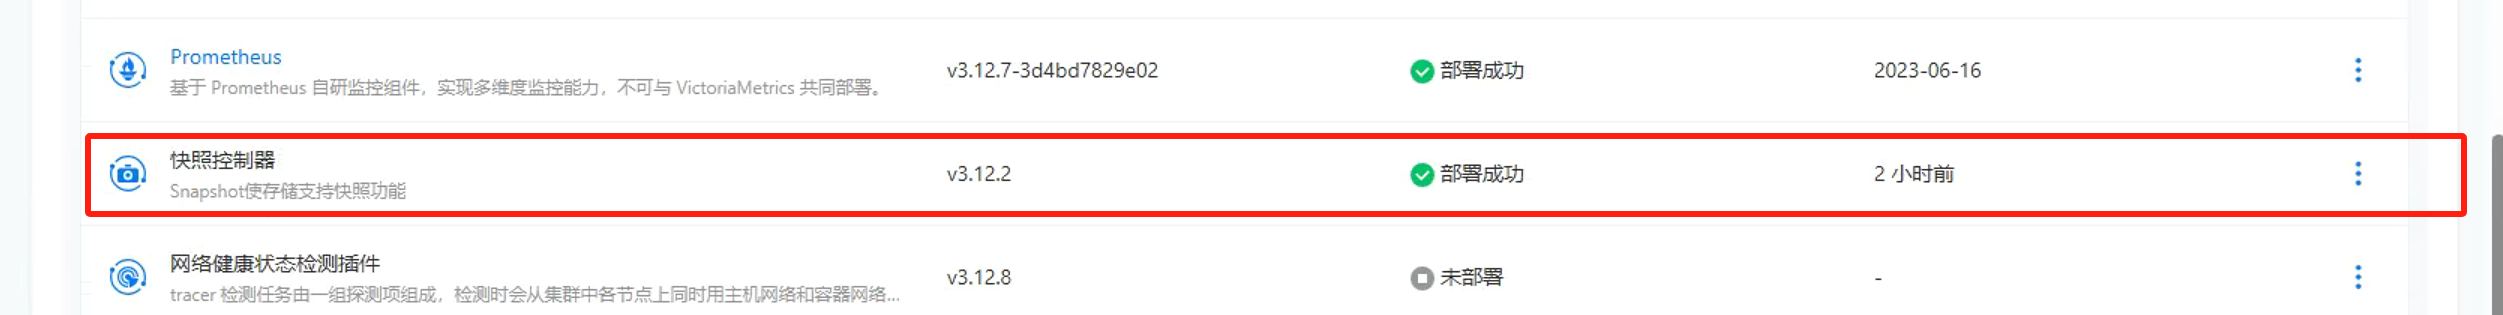 Prometheus
基于 Prometheus 自研监控组件，实现多维度监控能力，不可与 VictoriaMetrics 共同部署。
v3.12.7-3d4bd7829e02
部署成功
2023-06-16
快照控制器
Snapshot使存储支持快照功能
v3.12.2
部署成功
2 小时前
网络健康状态检测插件
tracer 检测任务由一组探测项组成，检测时会从集群中各节点上同时用主机网络和容器网络...
v3.12.8
未部署
-